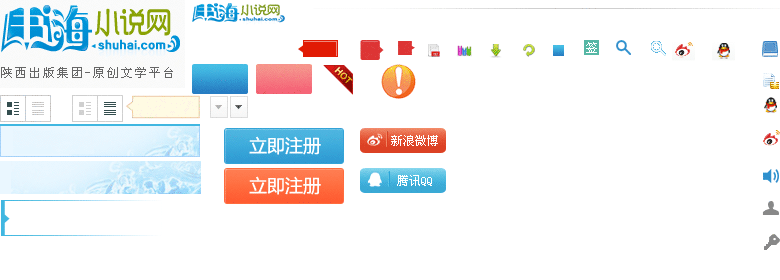 书海小说网
shuhai.com
书海小说网
shuhai.com
陕西出版集团-原创文学平台
HOT
签
立即注册
新浪微博
立即注册
腾讯QQ